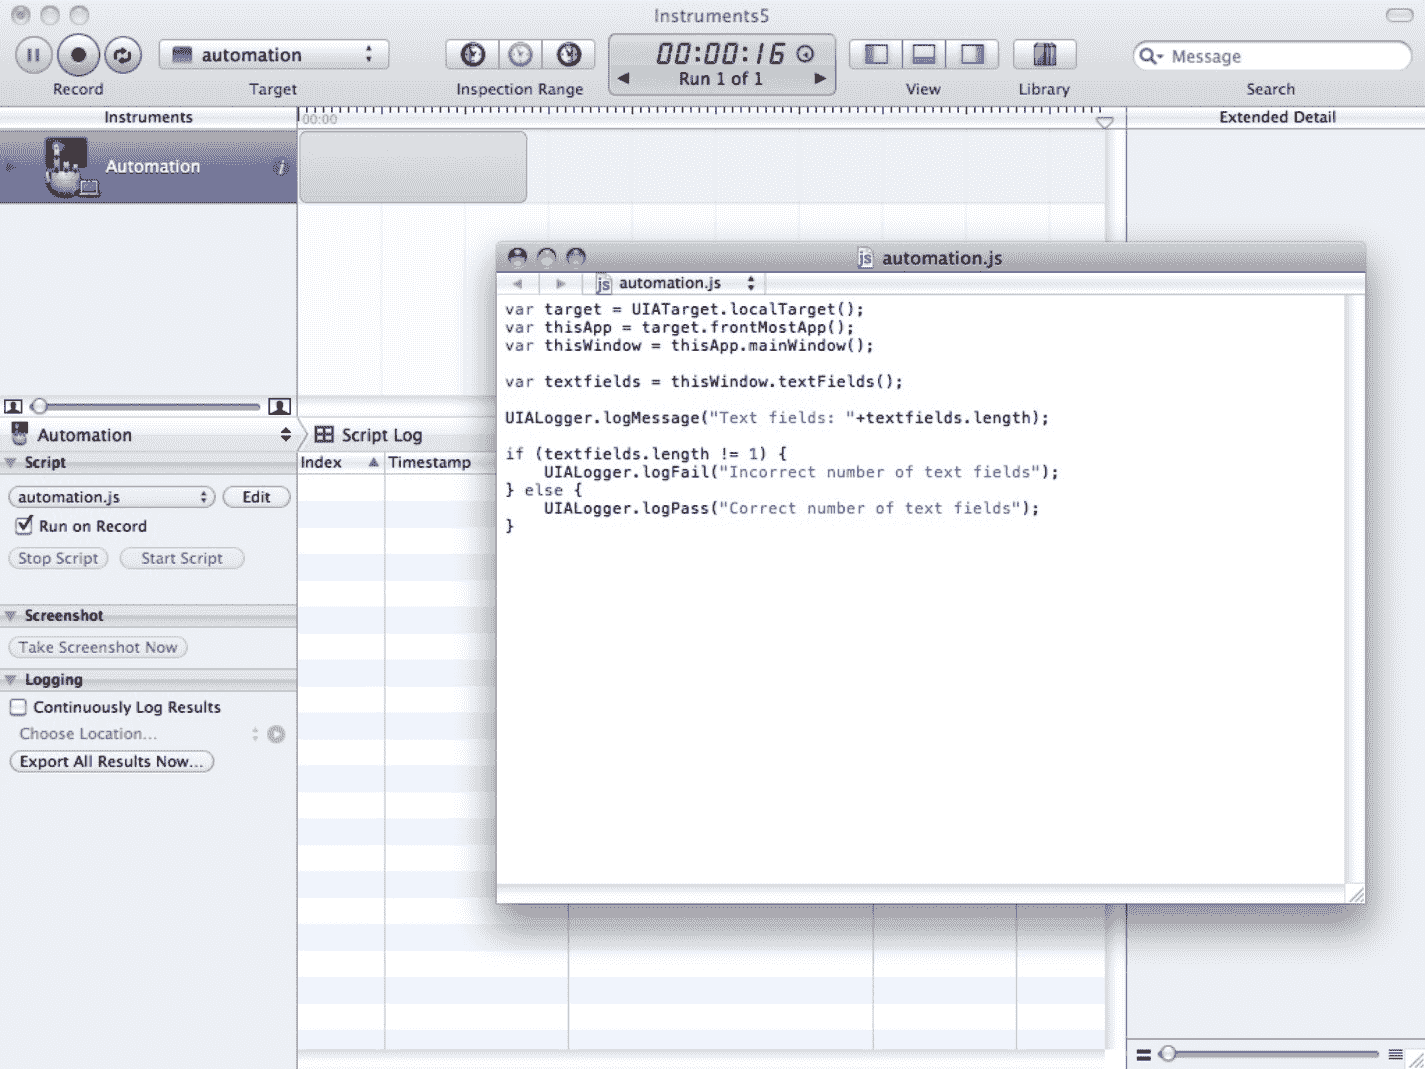 Instruments5
automation
00:00:16
Run 1 of 1
Message
Record
Target
Inspection Range
View
Library
Search
Instruments
00:00
Extended Detail
Automation
automation.js
automation.js
var target = UIATarget.localTarget();
var thisApp = target.frontMostApp();
var thisWindow = thisApp.mainWindow();
var textfields = thisWindow.textFields();
UIALogger.logMessage("Text fields: "+textfields.length);
if (textfields.length != 1) {
UIALogger.logFail("Incorrect number of text fields");
} else {
UIALogger.logPass("Correct number of text fields");
}
Automation
Script Log
Script
Index
Timestamp
automation.js
Edit
Run on Record
Stop Script
Start Script
Screenshot
Take Screenshot Now
Logging
Continuously Log Results
Choose Location...
Export All Results Now...